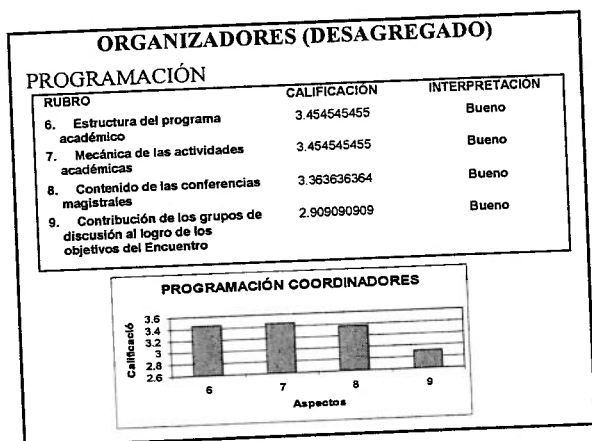 ORGANIZADORES (DESAGREGADO)
PROGRAMACIÓN
RUBRO CALIFICACIÓN INTERPRETACIÓN
6. Estructura del programa 3.454545455 Bueno
académico
7. Mecánica de las actividades 3.454545455 Bueno
académicas
8. Contenido de las conferencias 3.363636364 Bueno
magistrales
9. Contribución de los grupos de 2.909090909 Bueno
discusión al logro de los
objetivos del Encuentro
PROGRAMACIÓN COORDINADORES
Calificació
3.6
3.4
3.2
3
2.8
2.6
6 7 8 9
Aspectos